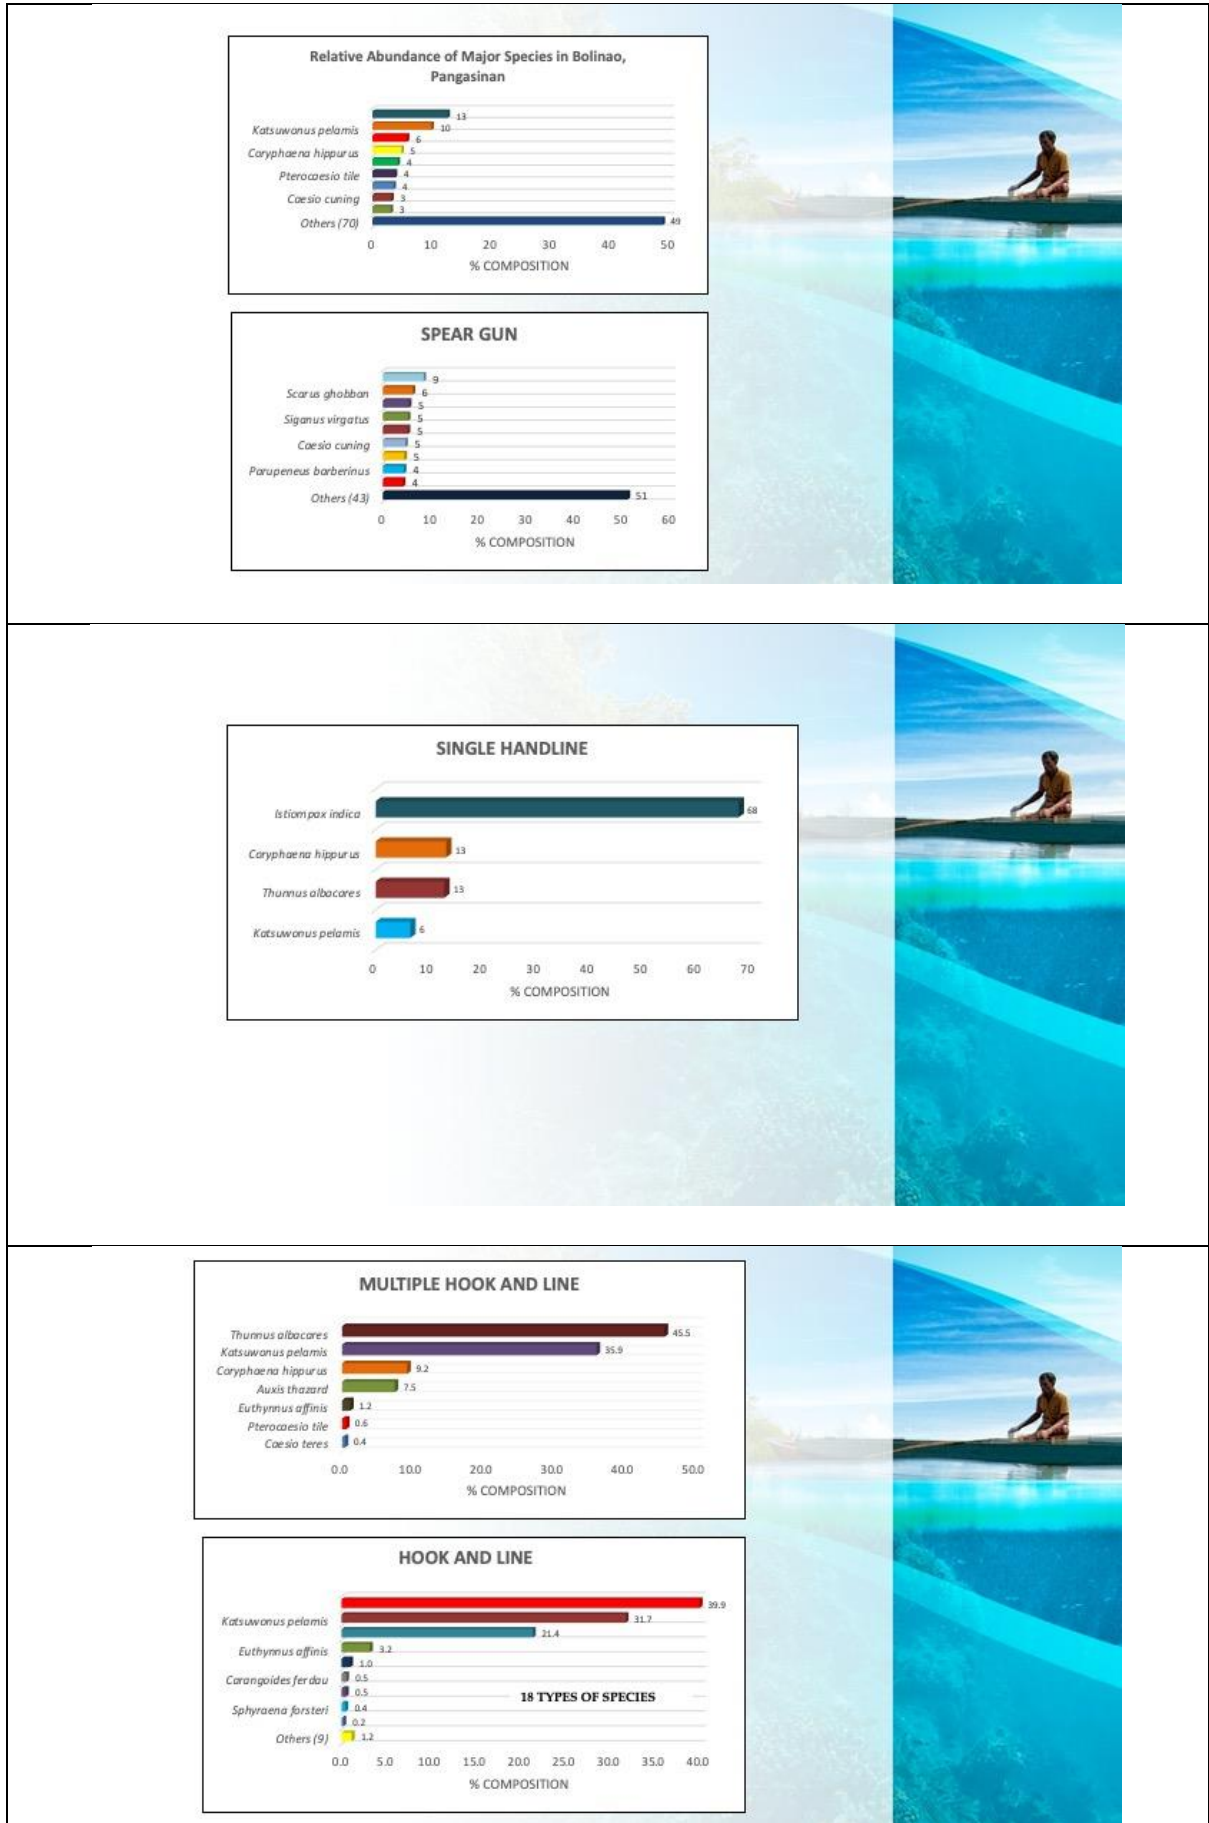 Relative Abundance of Major Species in Bolinao,
Pangasinan
13
Katsuwonus pelamis 10
6
Coryphaena hippurus 5
4
Pterocaesio tile 4
4
Caesio cuning 3
3
Others (70) 49
0 10 20 30 40 50
% COMPOSITION
SPEAR GUN
9
Scarus ghobban 6
5
Siganus virgatus 5
5
Caesio cuning 5
5
Parupeneus barberinus 4
4
Others (43) 51
0 10 20 30 40 50 60
% COMPOSITION
SINGLE HANDLINE
Istiompax indica 68
Coryphaena hippurus 13
Thunnus albacares 13
Katsuwonus pelamis 6
0 10 20 30 40 50 60 70
% COMPOSITION
MULTIPLE HOOK AND LINE
Thunnus albacares 45.5
Katsuwonus pelamis 35.9
Coryphaena hippurus 9.2
Auxis thazard 7.5
Euthynnus affinis 1.2
Pterocaesio tile 0.6
Caesio teres 0.4
0.0 10.0 20.0 30.0 40.0 50.0
% COMPOSITION
HOOK AND LINE
39.9
Katsuwonus pelamis 31.7
21.4
Euthynnus affinis 3.2
1.0
Carangoides ferdau 0.5
0.5
18 TYPES OF SPECIES
Sphyraena forsteri 0.4
0.2
Others (9) 1.2
0.0 5.0 10.0 15.0 20.0 25.0 30.0 35.0 40.0
% COMPOSITION